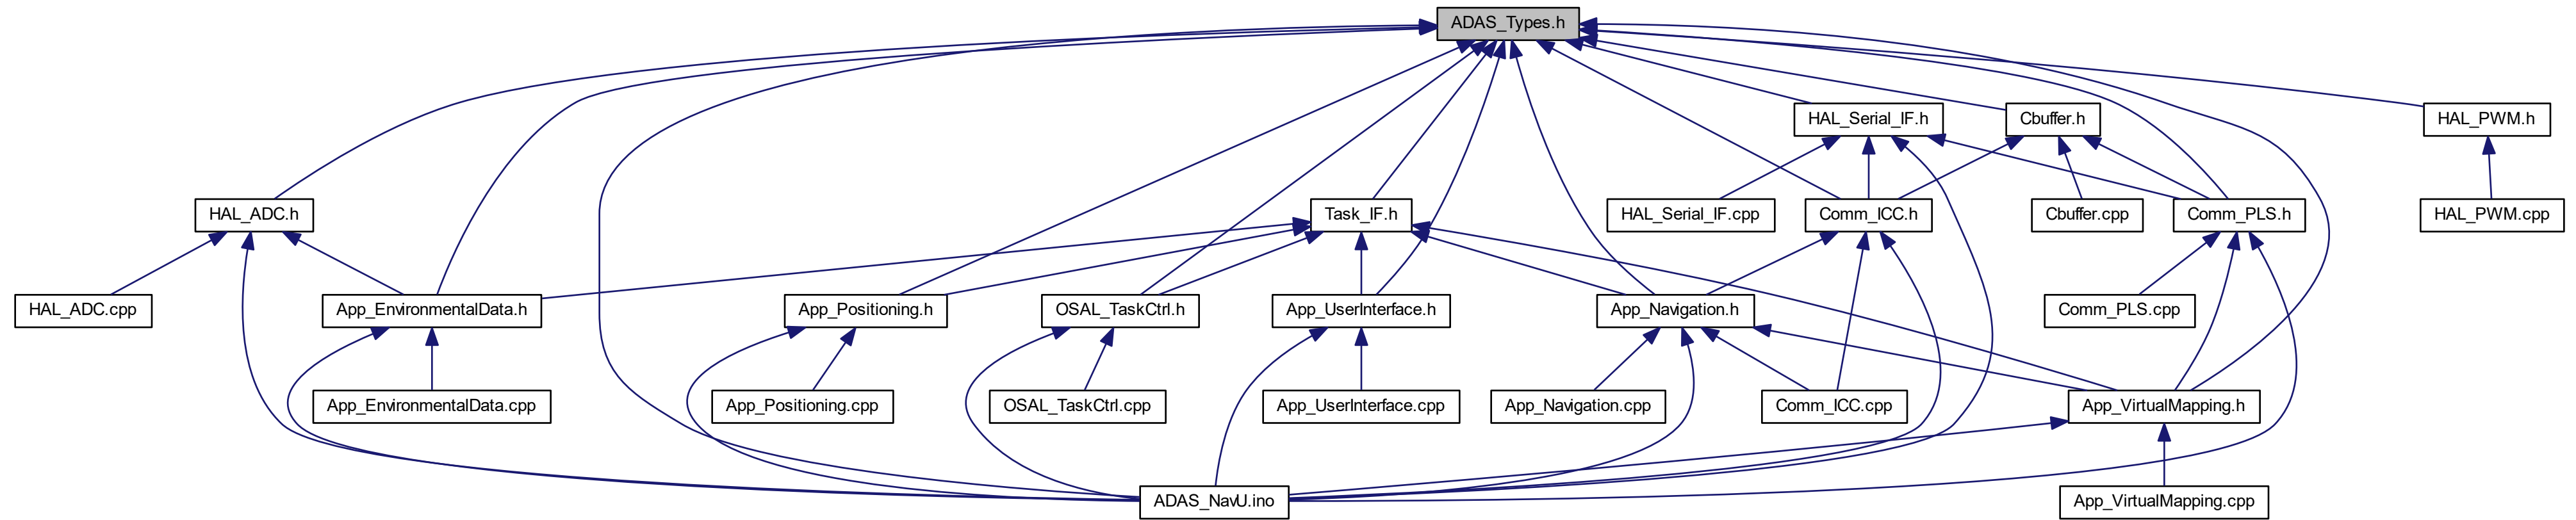 ADAS_Types.h
HAL_Serial_IF.h
Cbuffer.h
HAL_PWM.h
HAL_ADC.h
Task_IF.h
HAL_Serial_IF.cpp
Comm_ICC.h
Cbuffer.cpp
Comm_PLS.h
HAL_PWM.cpp
HAL_ADC.cpp
App_EnvironmentalData.h
App_Positioning.h
OSAL_TaskCtrl.h
App_UserInterface.h
App_Navigation.h
Comm_PLS.cpp
App_EnvironmentalData.cpp
App_Positioning.cpp
OSAL_TaskCtrl.cpp
App_UserInterface.cpp
App_Navigation.cpp
Comm_ICC.cpp
App_VirtualMapping.h
ADAS_NavU.ino
App_VirtualMapping.cpp